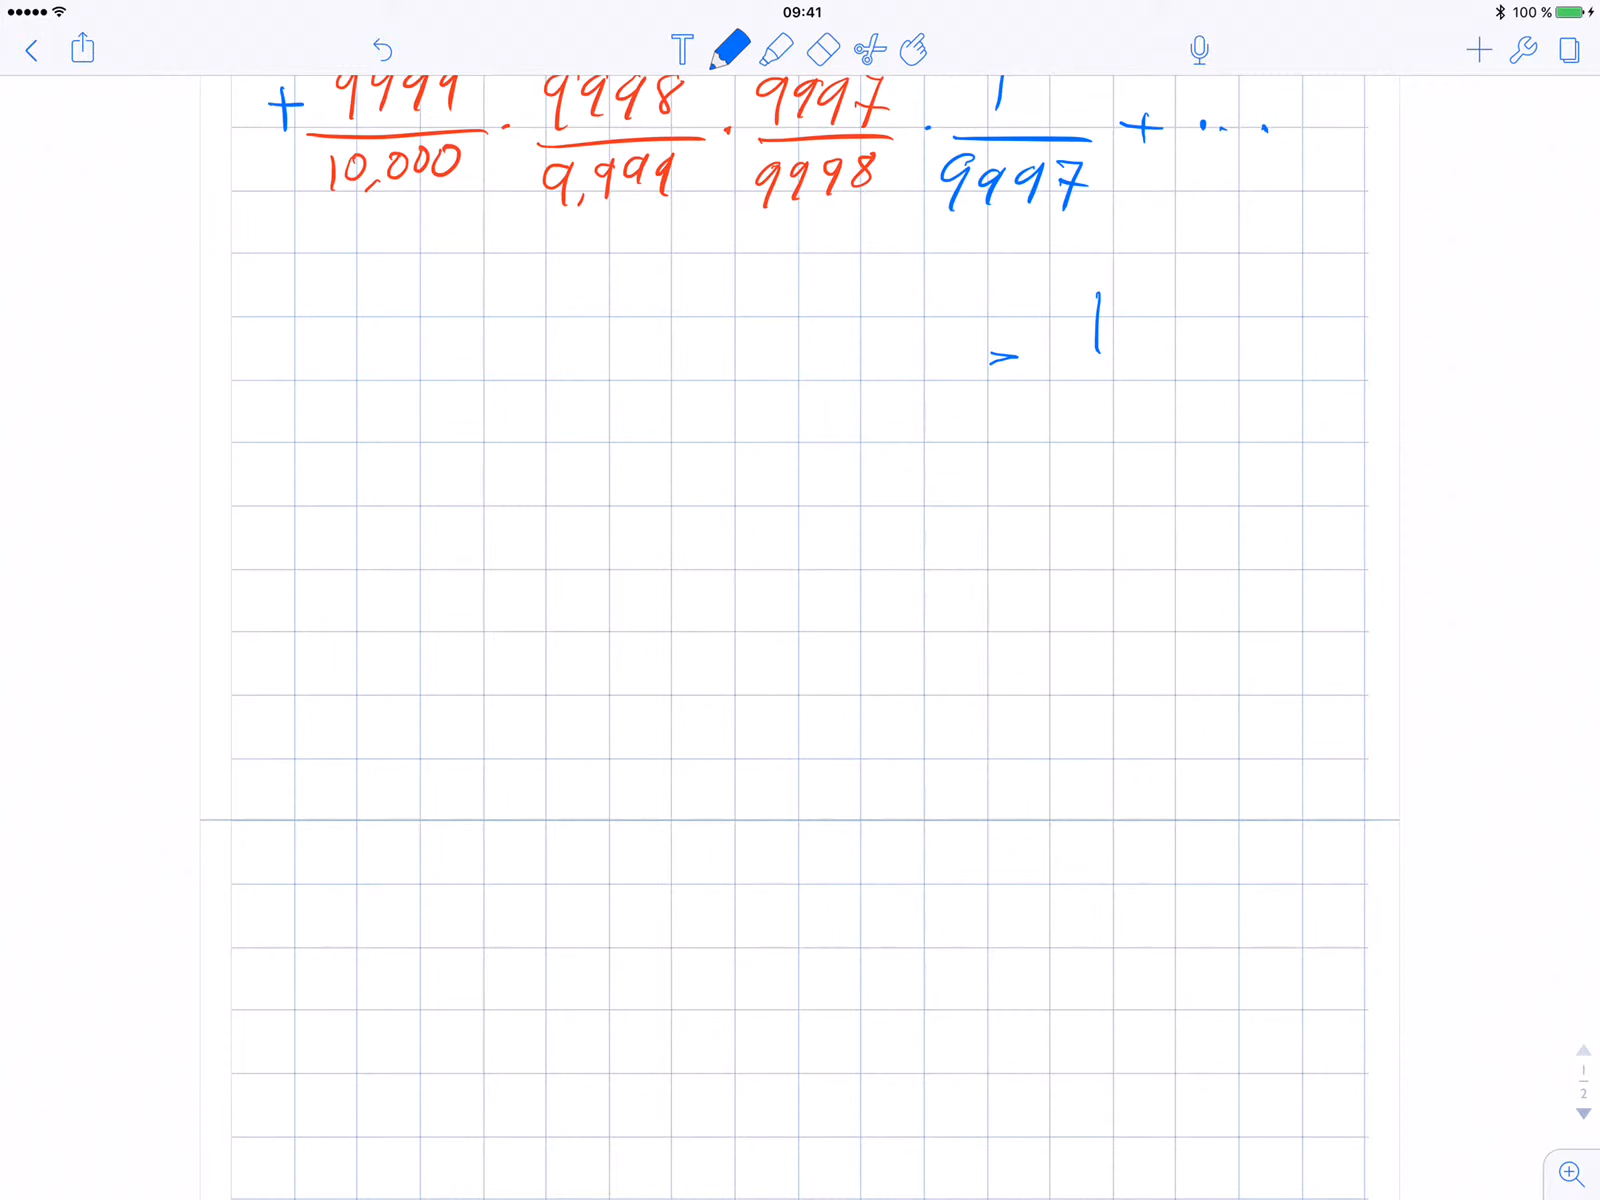 09:41 100 %
T
+ 9999/10,000 · 9998/9,999 · 9997/9998 · 1/9997 + ...
= 1
1
2